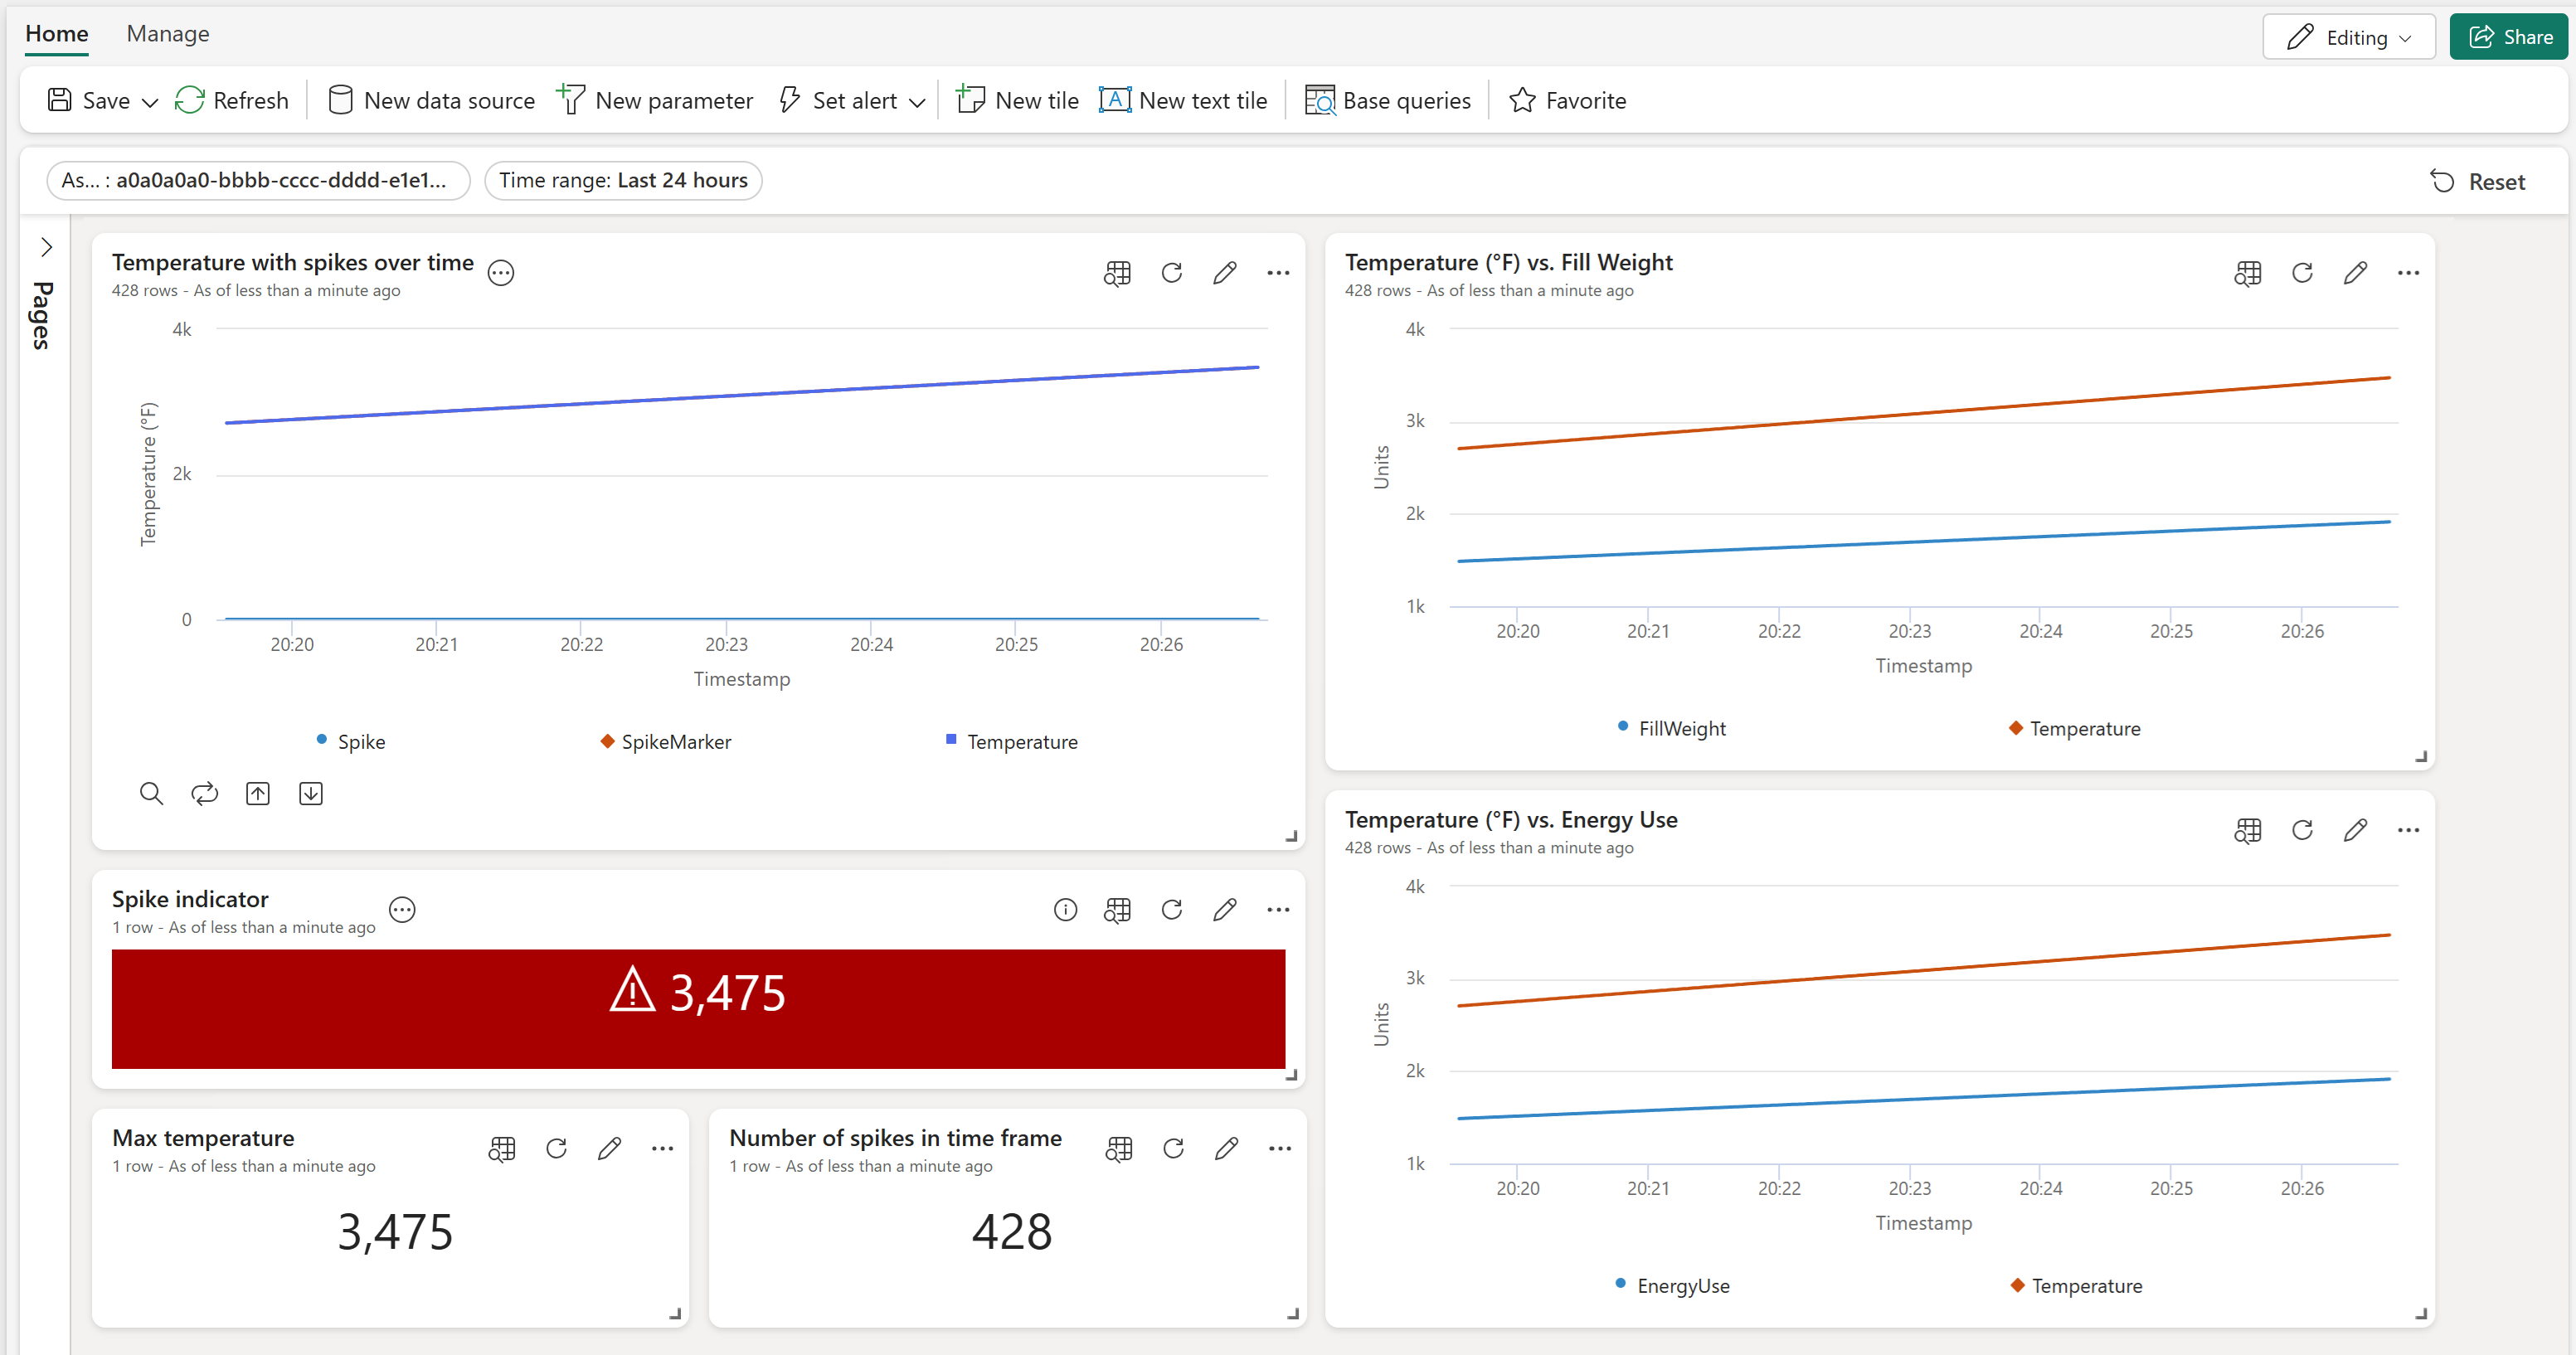 Home Manage Editing Share
Save Refresh New data source New parameter Set alert New tile New text tile Base queries Favorite
As... : a0a0a0a0-bbbb-cccc-dddd-e1e1... Time range: Last 24 hours Reset
Pages
Temperature with spikes over time
428 rows - As of less than a minute ago
4k
2k
0
Temperature (°F)
20:20 20:21 20:22 20:23 20:24 20:25 20:26
Timestamp
Spike SpikeMarker Temperature
Temperature (°F) vs. Fill Weight
428 rows - As of less than a minute ago
4k
3k
2k
1k
Units
20:20 20:21 20:22 20:23 20:24 20:25 20:26
Timestamp
FillWeight Temperature
Spike indicator
1 row - As of less than a minute ago
3,475
Max temperature
1 row - As of less than a minute ago
3,475
Number of spikes in time frame
1 row - As of less than a minute ago
428
Temperature (°F) vs. Energy Use
428 rows - As of less than a minute ago
4k
3k
2k
1k
Units
20:20 20:21 20:22 20:23 20:24 20:25 20:26
Timestamp
EnergyUse Temperature